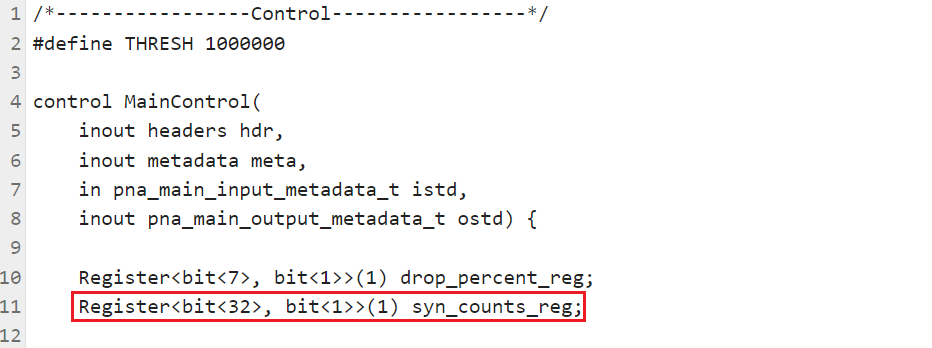 1 /*-----------------Control-----------------*/
2 #define THRESH 1000000
3
4 control MainControl(
5     inout headers hdr,
6     inout metadata meta,
7     in pna_main_input_metadata_t istd,
8     inout pna_main_output_metadata_t ostd) {
9
10     Register<bit<7>, bit<1>>(1) drop_percent_reg;
11     Register<bit<32>, bit<1>>(1) syn_counts_reg;
12